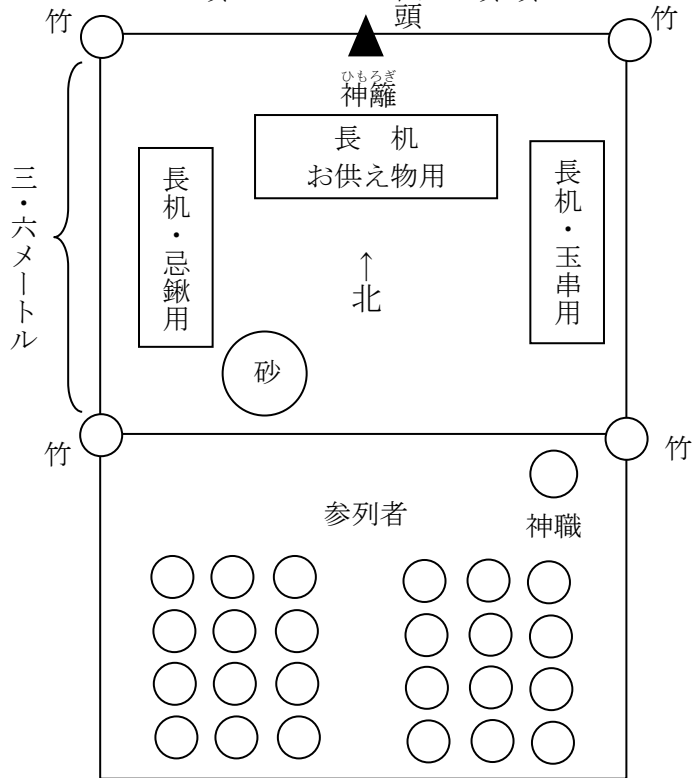 頭
竹
竹
ひもろぎ
神籬
長 机
お供え物用
長机・忌鍬用
長机・玉串用
三・六メートル
↑
北
砂
竹
竹
参列者
神職